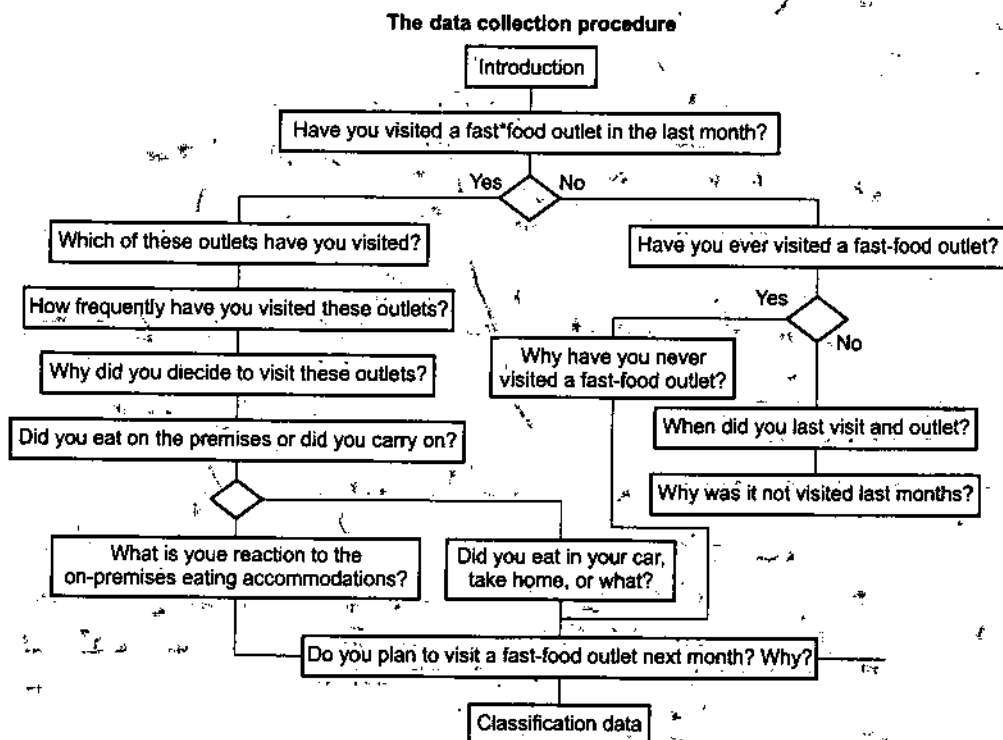 The data collection procedure
Introduction
Have you visited a fast food outlet in the last month?
Yes
No
Which of these outlets have you visited?
Have you ever visited a fast-food outlet?
How frequently have you visited these outlets?
Yes
No
Why did you diecide to visit these outlets?
Why have you never
visited a fast-food outlet?
Did you eat on the premises or did you carry on?
When did you last visit and outlet?
Why was it not visited last months?
What is youe reaction to the
on-premises eating accommodations?
Did you eat in your car,
take home, or what?
Do you plan to visit a fast-food outlet next month? Why?
Classification data